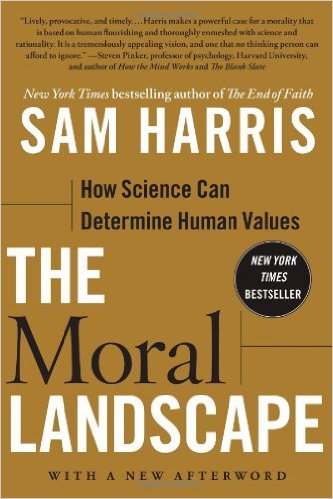 "Lively, provocative, and timely. . . . Harris makes a powerful case for a morality that
is based on human flourishing and thoroughly enmeshed with science and
rationality. It is a tremendously appealing vision, and one that no thinking person can
afford to ignore." —Steven Pinker, professor of psychology, Harvard University,
and author of How the Mind Works and The Blank Slate
New York Times bestselling author of The End of Faith
SAM HARRIS
How Science Can
Determine Human Values
NEW YORK
TIMES
BESTSELLER
THE
Moral
LANDSCAPE
WITH A NEW AFTERWORD